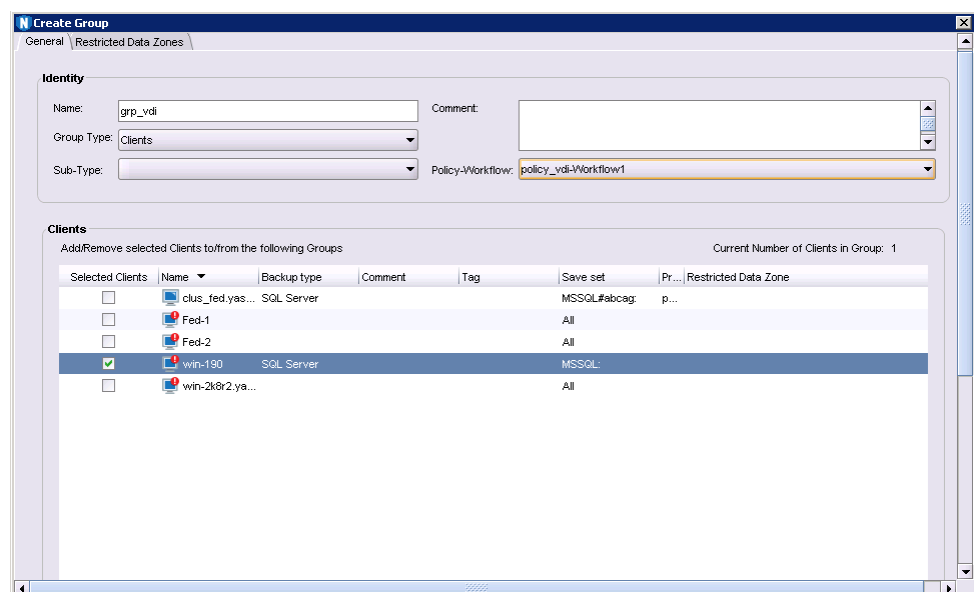 N Create Group
General Restricted Data Zones
Identity
Name: grp_vdi Comment:
Group Type: Clients
Sub-Type: Policy-Workflow: policy_vdi-Workflow1
Clients
Add/Remove selected Clients to/from the following Groups Current Number of Clients in Group: 1
Selected Clients Name Backup type Comment Tag Save set Pr... Restricted Data Zone
clus_fed.yas... SQL Server MSSQL#abcag: p...
Fed-1 All
Fed-2 All
win-190 SQL Server MSSQL:
win-2k8r2.ya... All